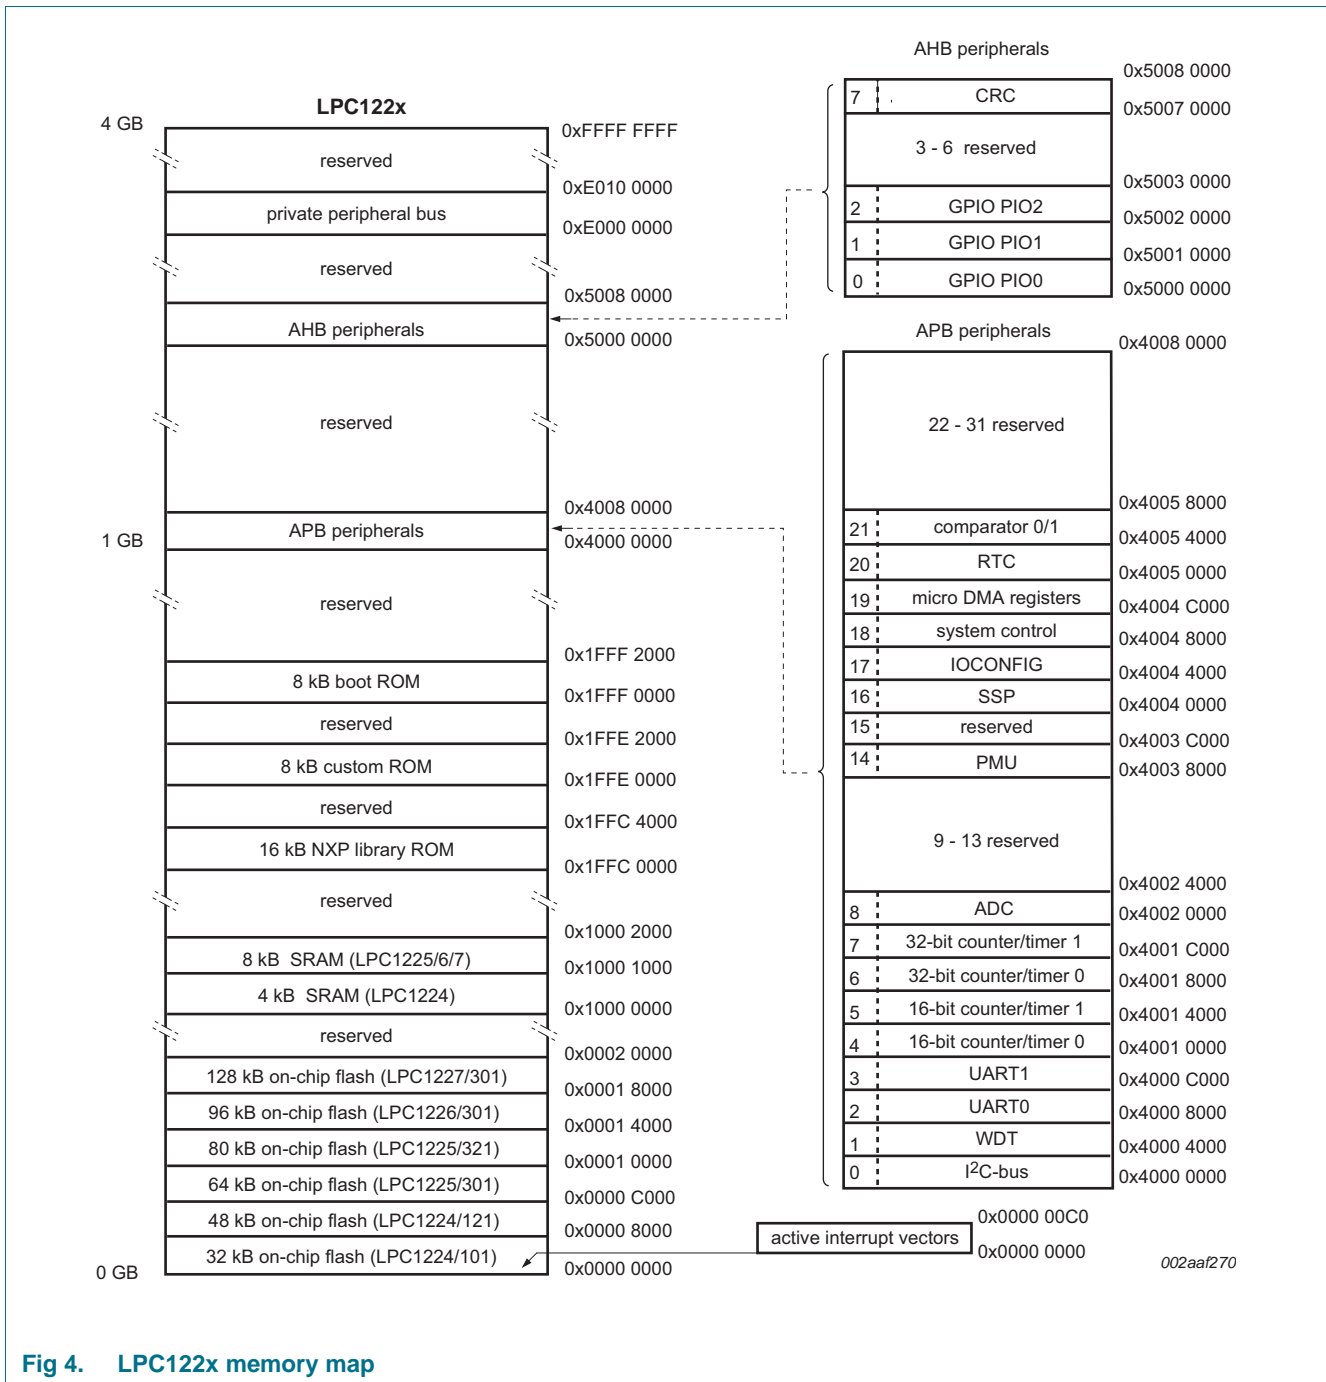 LPC122x
4 GB
0xFFFF FFFF
reserved
0xE010 0000
private peripheral bus
0xE000 0000
reserved
0x5008 0000
AHB peripherals
0x5000 0000
reserved
0x4008 0000
APB peripherals
1 GB
0x4000 0000
reserved
0x1FFF 2000
8 kB boot ROM
0x1FFF 0000
reserved
0x1FFE 2000
8 kB custom ROM
0x1FFE 0000
reserved
0x1FFC 4000
16 kB NXP library ROM
0x1FFC 0000
reserved
0x1000 2000
8 kB SRAM (LPC1225/6/7)
0x1000 1000
4 kB SRAM (LPC1224)
0x1000 0000
reserved
0x0002 0000
128 kB on-chip flash (LPC1227/301)
0x0001 8000
96 kB on-chip flash (LPC1226/301)
0x0001 4000
80 kB on-chip flash (LPC1225/321)
0x0001 0000
64 kB on-chip flash (LPC1225/301)
0x0000 C000
48 kB on-chip flash (LPC1224/121)
0x0000 8000
32 kB on-chip flash (LPC1224/101)
0 GB
0x0000 0000
AHB peripherals
0x5008 0000
7 CRC
0x5007 0000
3 - 6 reserved
0x5003 0000
2 GPIO PIO2
0x5002 0000
1 GPIO PIO1
0x5001 0000
0 GPIO PIO0
0x5000 0000
APB peripherals
0x4008 0000
22 - 31 reserved
0x4005 8000
21 comparator 0/1
0x4005 4000
20 RTC
0x4005 0000
19 micro DMA registers
0x4004 C000
18 system control
0x4004 8000
17 IOCONFIG
0x4004 4000
16 SSP
0x4004 0000
15 reserved
0x4003 C000
14 PMU
0x4003 8000
9 - 13 reserved
0x4002 4000
8 ADC
0x4002 0000
7 32-bit counter/timer 1
0x4001 C000
6 32-bit counter/timer 0
0x4001 8000
5 16-bit counter/timer 1
0x4001 4000
4 16-bit counter/timer 0
0x4001 0000
3 UART1
0x4000 C000
2 UART0
0x4000 8000
1 WDT
0x4000 4000
0 I2C-bus
0x4000 0000
0x0000 00C0
active interrupt vectors
0x0000 0000
002aaf270
Fig 4. LPC122x memory map